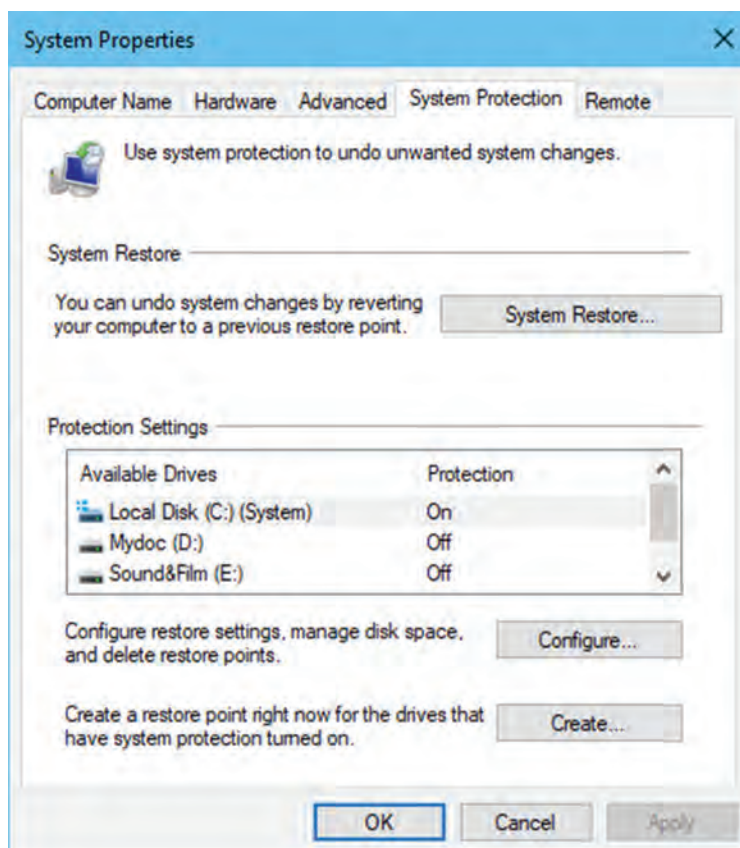 System Properties
Computer Name Hardware Advanced System Protection Remote
Use system protection to undo unwanted system changes.
System Restore
You can undo system changes by reverting
your computer to a previous restore point.
System Restore...
Protection Settings
Available Drives Protection
Local Disk (C:) (System) On
Mydoc (D:) Off
Sound&Film (E:) Off
Configure restore settings, manage disk space,
and delete restore points.
Configure...
Create a restore point right now for the drives that
have system protection turned on.
Create...
OK Cancel Apply